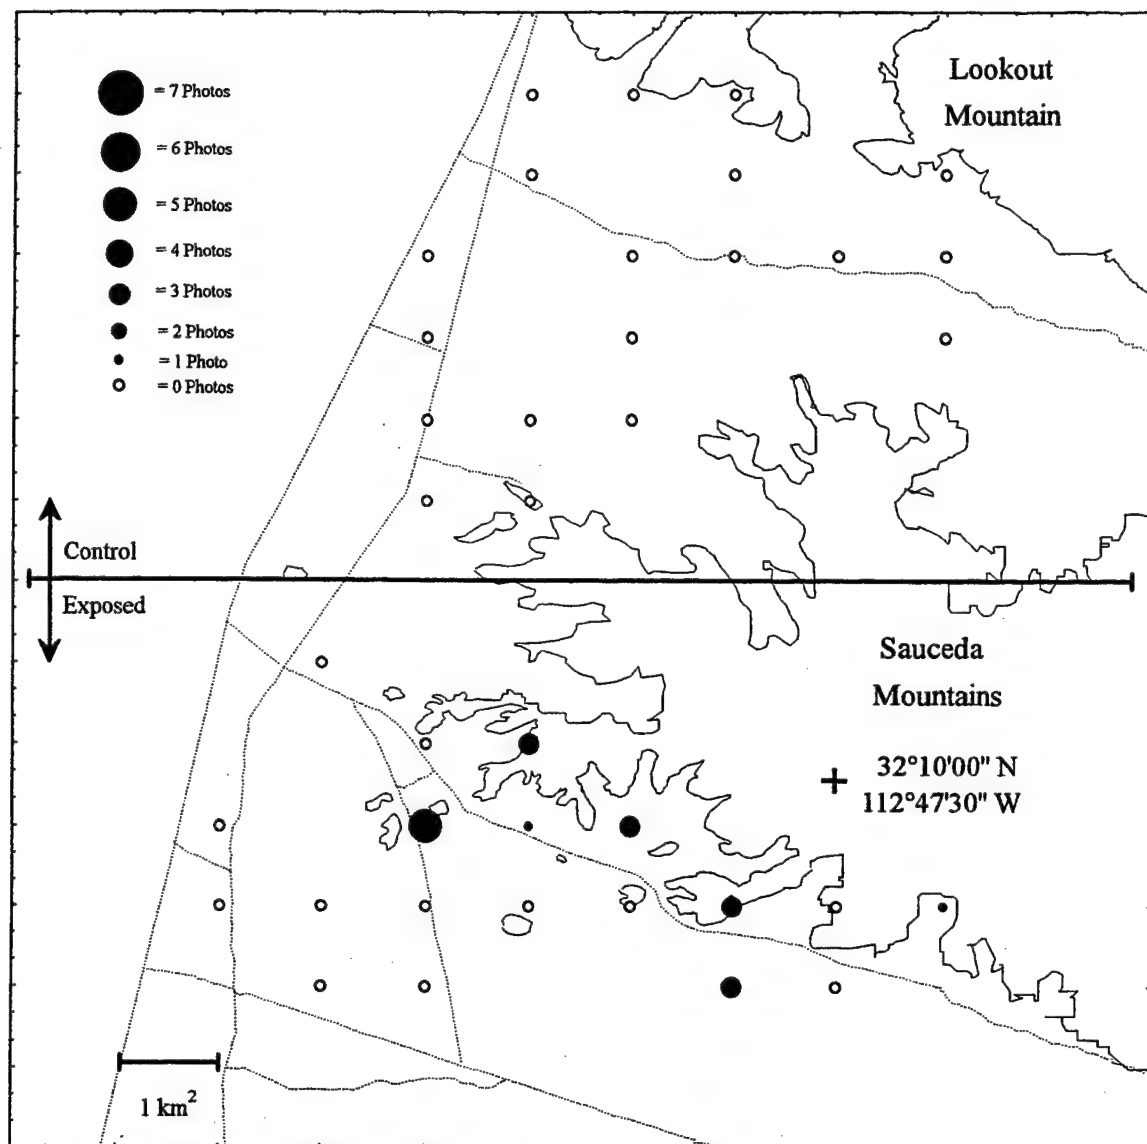 Lookout
Mountain
= 7 Photos
= 6 Photos
= 5 Photos
= 4 Photos
= 3 Photos
= 2 Photos
= 1 Photo
= 0 Photos
Control
Exposed
Sauceda
Mountains
32°10'00" N
112°47'30" W
1 km²